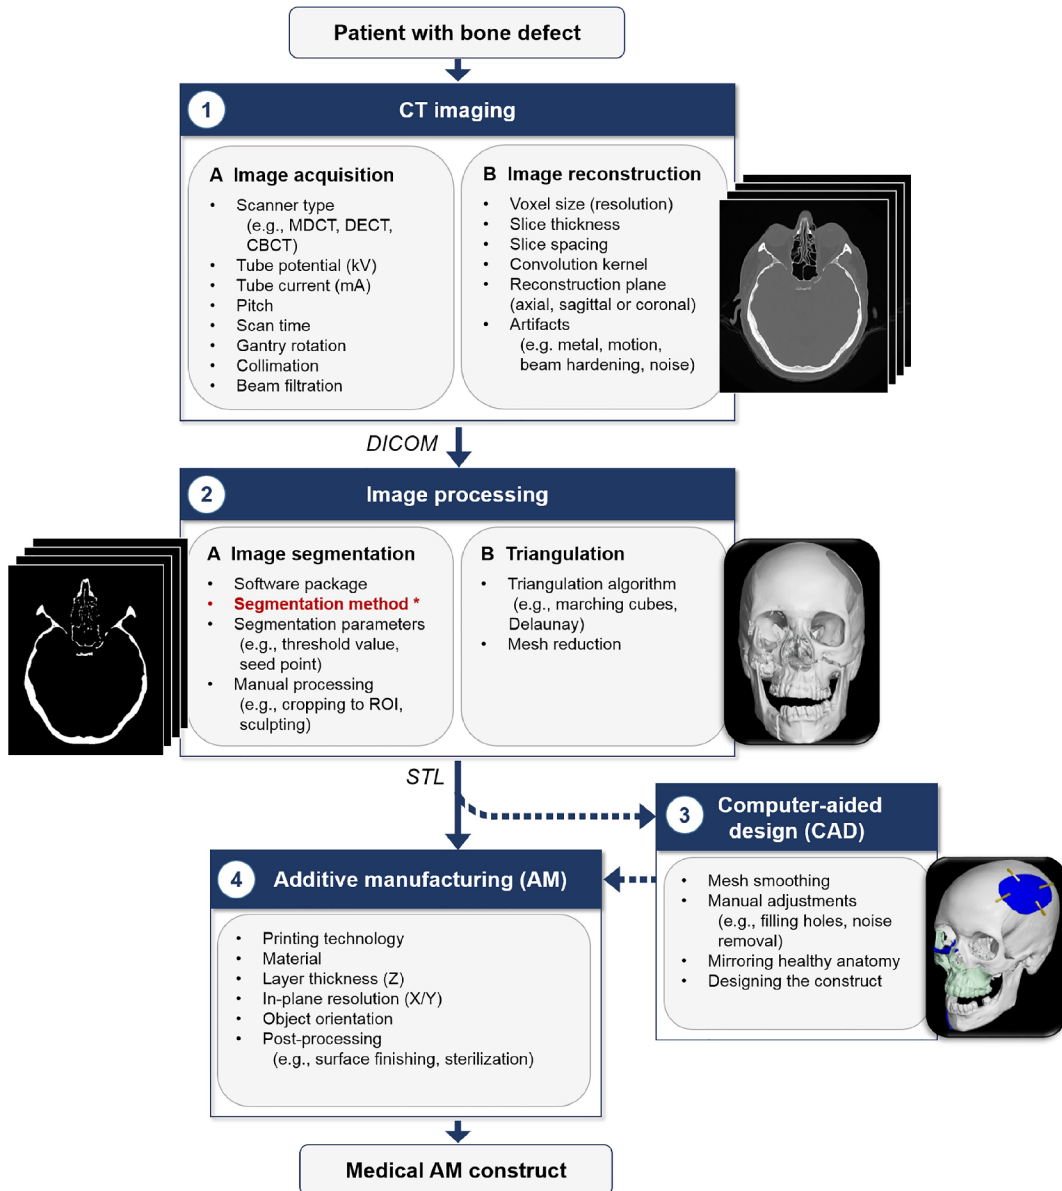 Patient with bone defect
1
CT imaging
A Image acquisition
• Scanner type
(e.g., MDCT, DECT,
CBCT)
• Tube potential (kV)
• Tube current (mA)
• Pitch
• Scan time
• Gantry rotation
• Collimation
• Beam filtration
B Image reconstruction
• Voxel size (resolution)
• Slice thickness
• Slice spacing
• Convolution kernel
• Reconstruction plane
(axial, sagittal or coronal)
• Artifacts
(e.g. metal, motion,
beam hardening, noise)
DICOM
2
Image processing
A Image segmentation
• Software package
• Segmentation method *
• Segmentation parameters
(e.g., threshold value,
seed point)
• Manual processing
(e.g., cropping to ROI,
sculpting)
B Triangulation
• Triangulation algorithm
(e.g., marching cubes,
Delaunay)
• Mesh reduction
STL
3
Computer-aided
design (CAD)
• Mesh smoothing
• Manual adjustments
(e.g., filling holes, noise
removal)
• Mirroring healthy anatomy
• Designing the construct
4
Additive manufacturing (AM)
• Printing technology
• Material
• Layer thickness (Z)
• In-plane resolution (X/Y)
• Object orientation
• Post-processing
(e.g., surface finishing, sterilization)
Medical AM construct